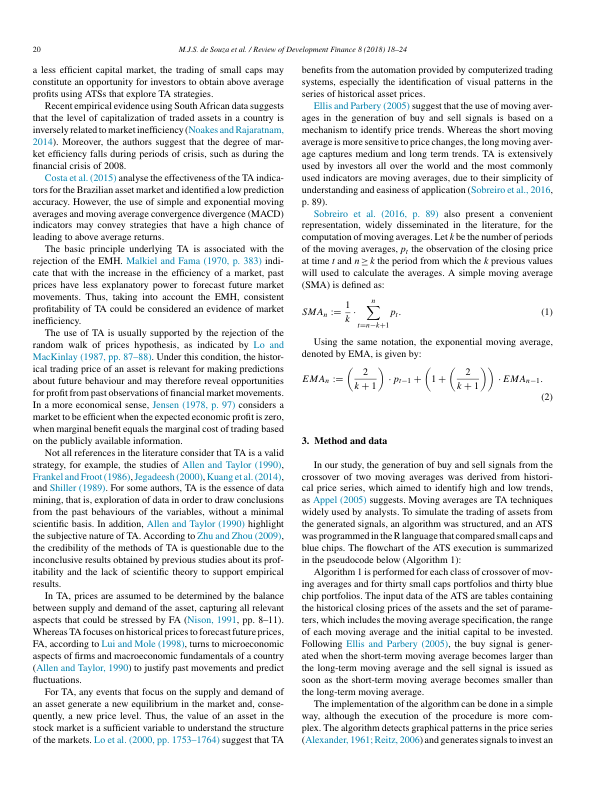 20
M.J.S. de Souza et al. / Review of Development Finance 8 (2018) 18–24
a less efficient capital market, the trading of small caps may
constitute an opportunity for investors to obtain above average
profits using ATSs that explore TA strategies.
Recent empirical evidence using South African data suggests
that the level of capitalization of traded assets in a country is
inversely related to market inefficiency (Noakes and Rajaratnam,
2014). Moreover, the authors suggest that the degree of mar-
ket efficiency falls during periods of crisis, such as during the
financial crisis of 2008.
Costa et al. (2015) analyse the effectiveness of the TA indica-
tors for the Brazilian asset market and identified a low prediction
accuracy. However, the use of simple and exponential moving
averages and moving average convergence divergence (MACD)
indicators may convey strategies that have a high chance of
leading to above average returns.
The basic principle underlying TA is associated with the
rejection of the EMH. Malkiel and Fama (1970, p. 383) indi-
cate that with the increase in the efficiency of a market, past
prices have less explanatory power to forecast future market
movements. Thus, taking into account the EMH, consistent
profitability of TA could be considered an evidence of market
inefficiency.
The use of TA is usually supported by the rejection of the
random walk of prices hypothesis, as indicated by Lo and
MacKinlay (1987, pp. 87–88). Under this condition, the histor-
ical trading price of an asset is relevant for making predictions
about future behaviour and may therefore reveal opportunities
for profit from past observations of financial market movements.
In a more economical sense, Jensen (1978, p. 97) considers a
market to be efficient when the expected economic profit is zero,
when marginal benefit equals the marginal cost of trading based
on the publicly available information.
Not all references in the literature consider that TA is a valid
strategy, for example, the studies of Allen and Taylor (1990),
Frankel and Froot (1986), Jegadeesh (2000), Kuang et al. (2014),
and Shiller (1989). For some authors, TA is the essence of data
mining, that is, exploration of data in order to draw conclusions
from the past behaviours of the variables, without a minimal
scientific basis. In addition, Allen and Taylor (1990) highlight
the subjective nature of TA. According to Zhu and Zhou (2009),
the credibility of the methods of TA is questionable due to the
inconclusive results obtained by previous studies about its prof-
itability and the lack of scientific theory to support empirical
results.
In TA, prices are assumed to be determined by the balance
between supply and demand of the asset, capturing all relevant
aspects that could be stressed by FA (Nison, 1991, pp. 8–11).
Whereas TA focuses on historical prices to forecast future prices,
FA, according to Lui and Mole (1998), turns to microeconomic
aspects of firms and macroeconomic fundamentals of a country
(Allen and Taylor, 1990) to justify past movements and predict
fluctuations.
For TA, any events that focus on the supply and demand of
an asset generate a new equilibrium in the market and, conse-
quently, a new price level. Thus, the value of an asset in the
stock market is a sufficient variable to understand the structure
of the markets. Lo et al. (2000, pp. 1753–1764) suggest that TA
benefits from the automation provided by computerized trading
systems, especially the identification of visual patterns in the
series of historical asset prices.
Ellis and Parbery (2005) suggest that the use of moving aver-
ages in the generation of buy and sell signals is based on a
mechanism to identify price trends. Whereas the short moving
average is more sensitive to price changes, the long moving aver-
age captures medium and long term trends. TA is extensively
used by investors all over the world and the most commonly
used indicators are moving averages, due to their simplicity of
understanding and easiness of application (Sobreiro et al., 2016,
p. 89).
Sobreiro et al. (2016, p. 89) also present a convenient
representation, widely disseminated in the literature, for the
computation of moving averages. Let k be the number of periods
of the moving averages, pt the observation of the closing price
at time t and n ≥ k the period from which the k previous values
will used to calculate the averages. A simple moving average
(SMA) is defined as:
SMAn := 1/k · ∑ t=n−k+1 n pt. (1)
Using the same notation, the exponential moving average,
denoted by EMA, is given by:
EMAn := (2/(k + 1)) · pt−1 + (1 + (2/(k + 1))) · EMAn−1.
(2)
3. Method and data
In our study, the generation of buy and sell signals from the
crossover of two moving averages was derived from histori-
cal price series, which aimed to identify high and low trends,
as Appel (2005) suggests. Moving averages are TA techniques
widely used by analysts. To simulate the trading of assets from
the generated signals, an algorithm was structured, and an ATS
was programmed in the R language that compared small caps and
blue chips. The flowchart of the ATS execution is summarized
in the pseudocode below (Algorithm 1):
Algorithm 1 is performed for each class of crossover of mov-
ing averages and for thirty small caps portfolios and thirty blue
chip portfolios. The input data of the ATS are tables containing
the historical closing prices of the assets and the set of parame-
ters, which includes the moving average specification, the range
of each moving average and the initial capital to be invested.
Following Ellis and Parbery (2005), the buy signal is gener-
ated when the short-term moving average becomes larger than
the long-term moving average and the sell signal is issued as
soon as the short-term moving average becomes smaller than
the long-term moving average.
The implementation of the algorithm can be done in a simple
way, although the execution of the procedure is more com-
plex. The algorithm detects graphical patterns in the price series
(Alexander, 1961; Reitz, 2006) and generates signals to invest an